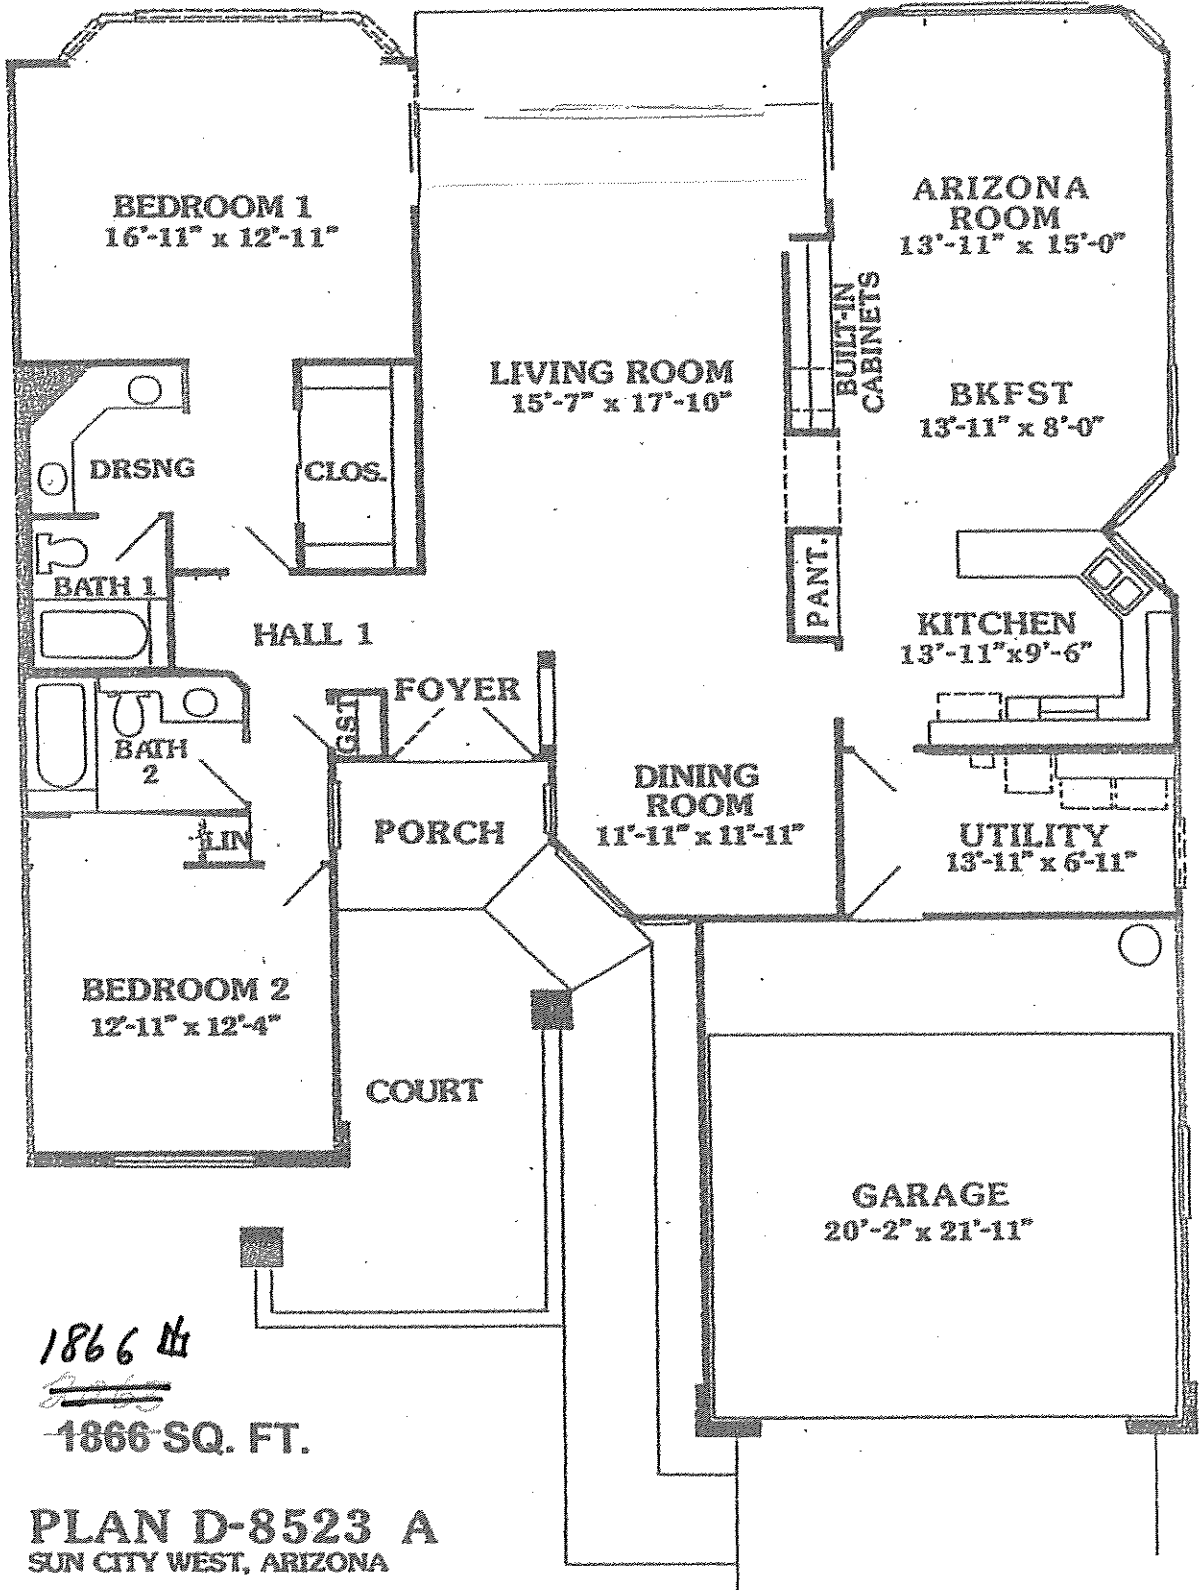 BEDROOM 1
16'-11" x 12'-11"
ARIZONA
ROOM
13'-11" x 15'-0"
BUILT-IN
CABINETS
LIVING ROOM
15'-7" x 17'-10"
BKFST
13'-11" x 8'-0"
DRSNG
CLOS.
BATH 1
PANT.
HALL 1
KITCHEN
13'-11"x9'-6"
FOYER
GST
BATH
2
DINING
ROOM
11'-11" x 11'-11"
PORCH
LIN
UTILITY
13'-11" x 6'-11"
BEDROOM 2
12'-11" x 12'-4"
COURT
GARAGE
20'-2" x 21'-11"
1866
1866 SQ. FT.
PLAN D-8523 A
SUN CITY WEST, ARIZONA